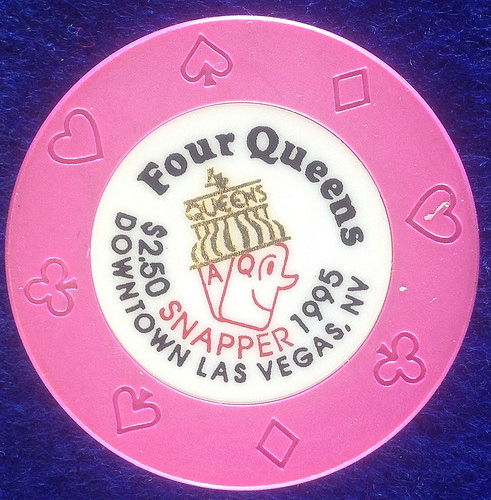 Four Queens
4
QUEENS
A Q
$2.50 SNAPPER 1995
DOWNTOWN LAS VEGAS, NV